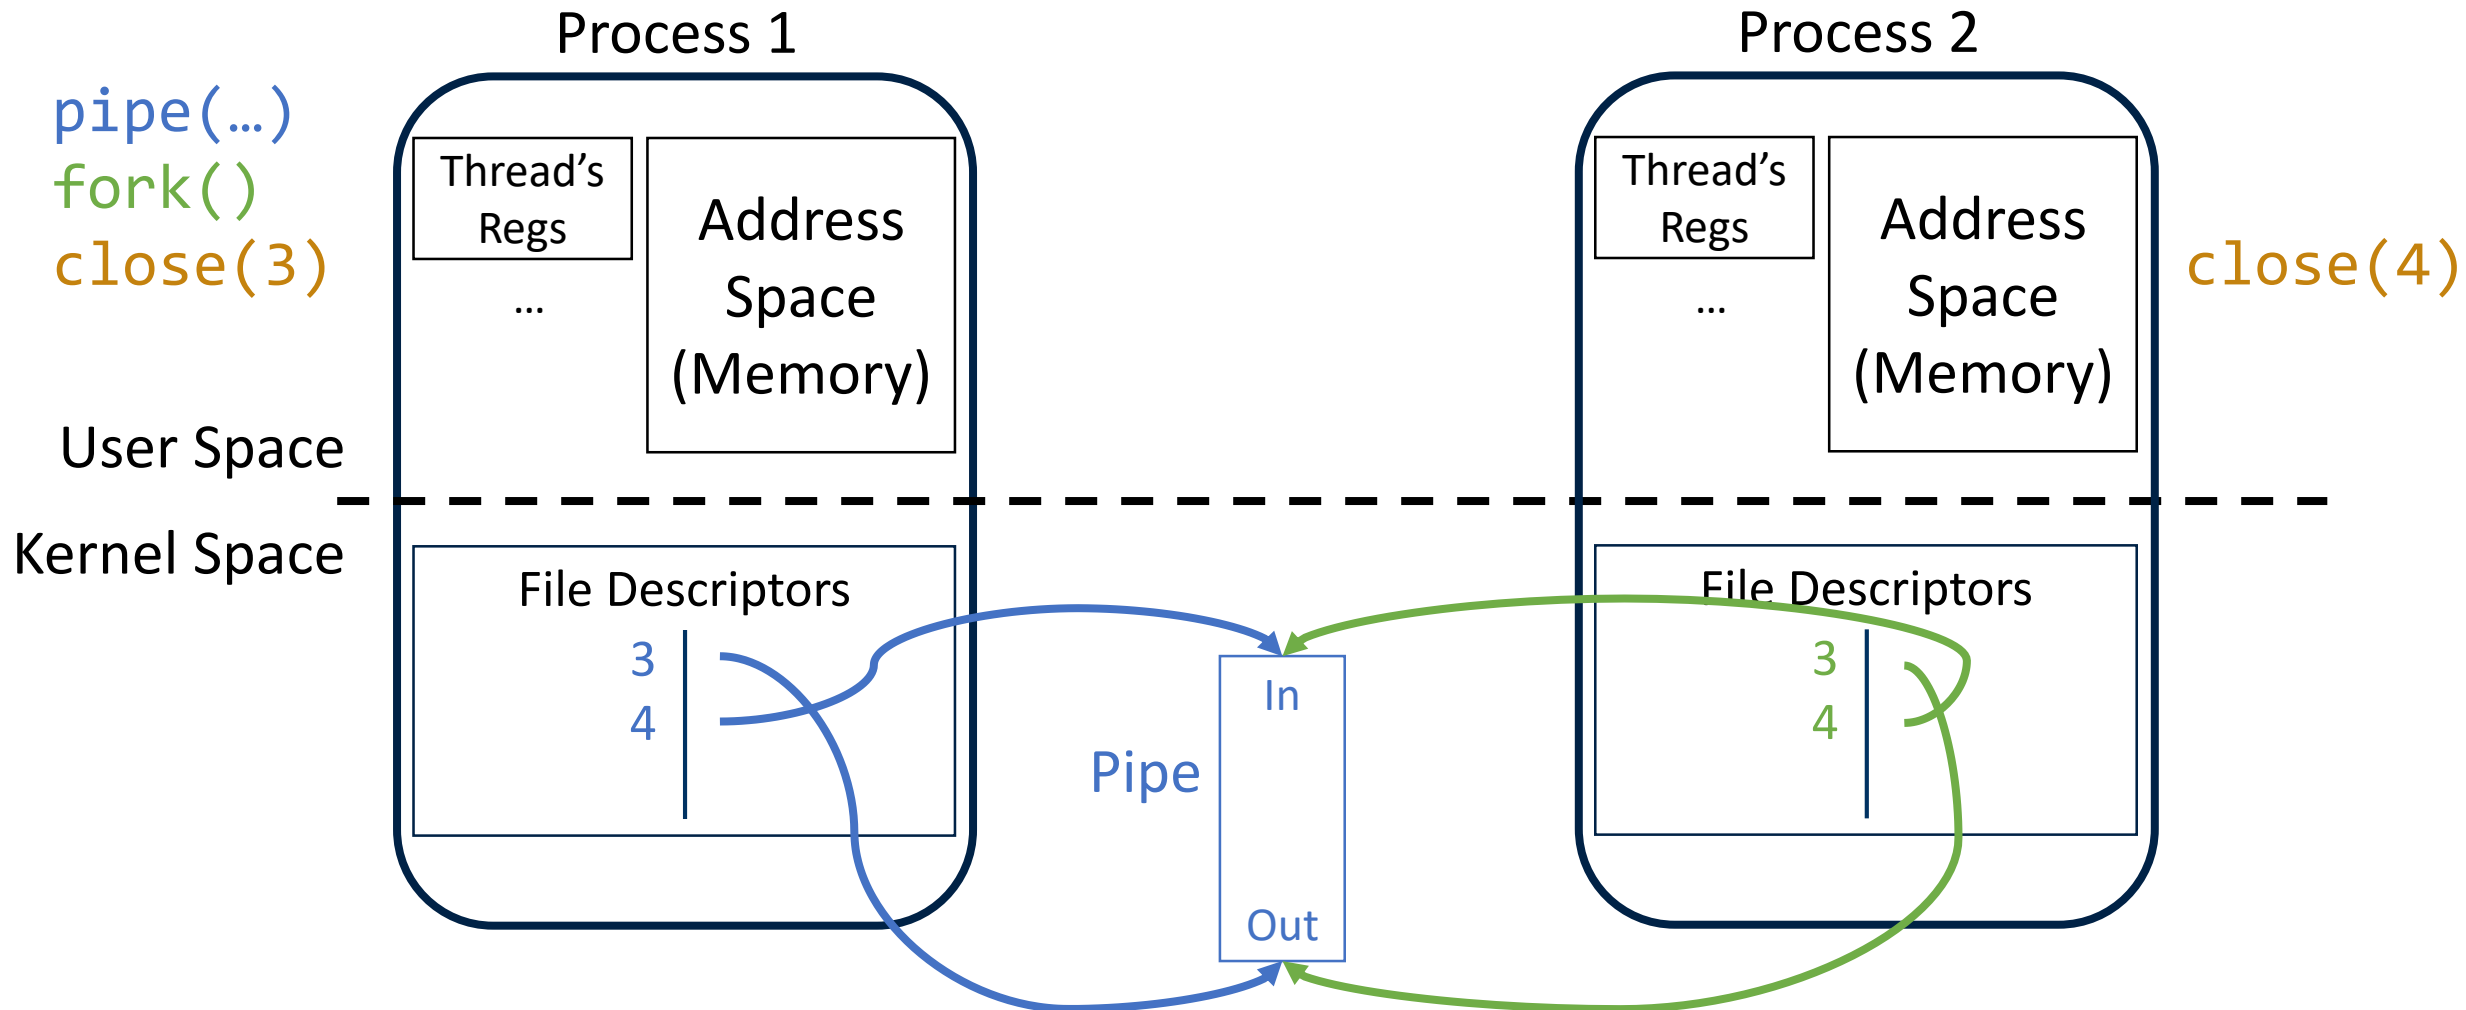 Process 1
Process 2
pipe(…)
fork()
close(3)
Thread's
Regs
…
Address
Space
(Memory)
Thread's
Regs
…
Address
Space
(Memory)
close(4)
User Space
Kernel Space
File Descriptors
3
4
Pipe
In
Out
File Descriptors
3
4